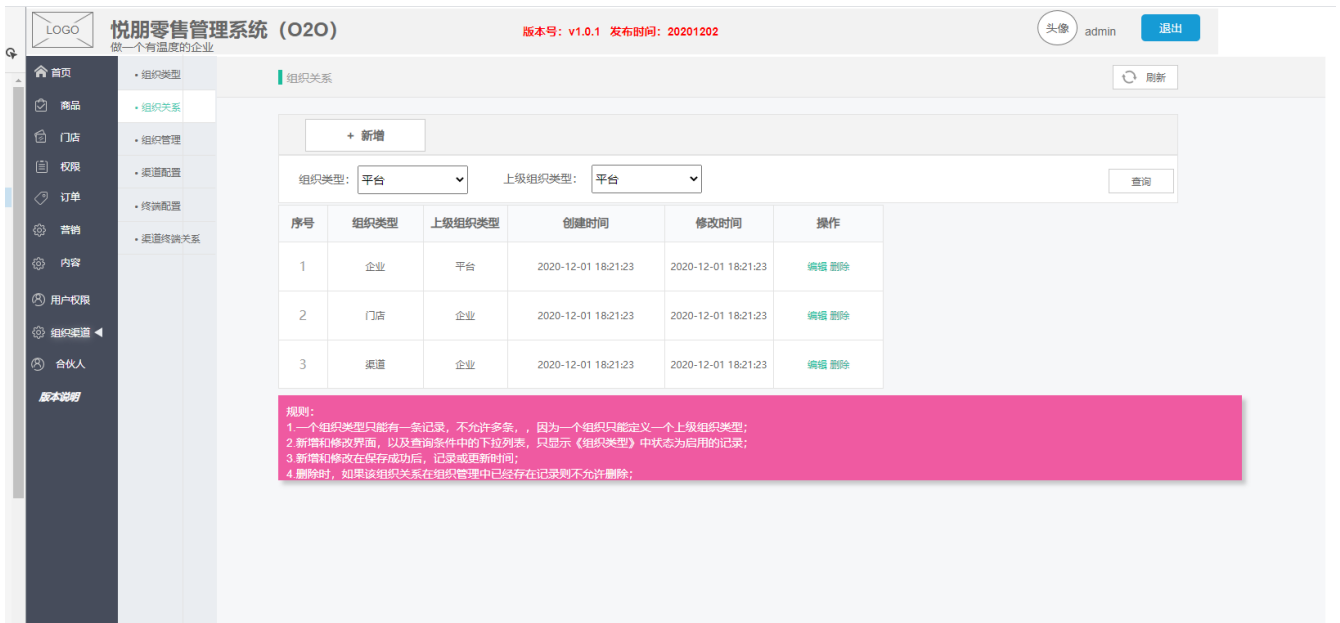 LOGO
悦朋零售管理系统（O2O）
做一个有温度的企业
版本号：v1.0.1 发布时间：20201202
头像
admin
退出
首页
商品
门店
权限
订单
营销
内容
用户权限
组织渠道
合伙人
版本说明
• 组织类型
• 组织关系
• 组织管理
• 渠道配置
• 终端配置
• 渠道终端关系
组织关系
刷新
+ 新增
组织类型： 平台 上级组织类型： 平台 查询
序号 组织类型 上级组织类型 创建时间 修改时间 操作
1 企业 平台 2020-12-01 18:21:23 2020-12-01 18:21:23 编辑 删除
2 门店 企业 2020-12-01 18:21:23 2020-12-01 18:21:23 编辑 删除
3 渠道 企业 2020-12-01 18:21:23 2020-12-01 18:21:23 编辑 删除
规则：
1.一个组织类型只能有一条记录，不允许多条，，因为一个组织只能定义一个上级组织类型；
2.新增和修改界面，以及查询条件中的下拉列表，只显示《组织类型》中状态为启用的记录；
3.新增和修改在保存成功后，记录或更新时间；
4.删除时，如果该组织关系在组织管理中已经存在记录则不允许删除；